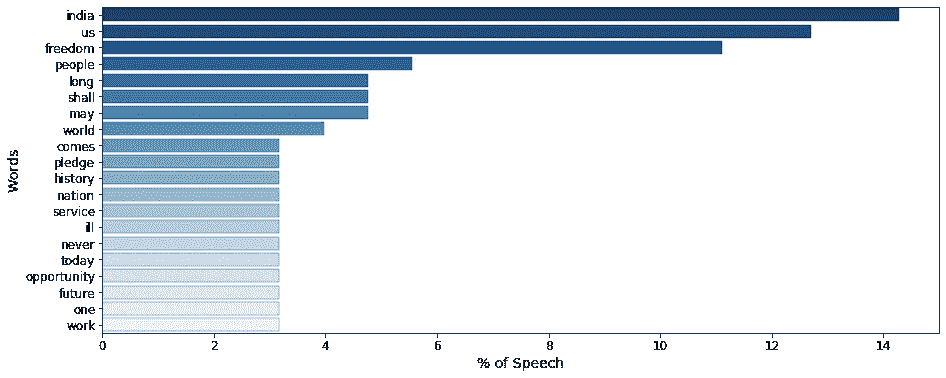 india
us
freedom
people
long
shall
may
world
comes
pledge
history
nation
service
ill
never
today
opportunity
future
one
work
Words
0 2 4 6 8 10 12 14
% of Speech